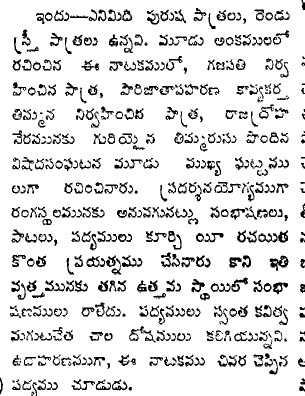 ఇందు—ఎనిమిది పురుష పాత్రలు, రెండు
స్త్రీ పాత్రలు ఉన్నవి. మూడు అంకములలో
రచించిన ఈ నాటకములో, గణపతి నిర్వ
హించిన పాత్ర, పారిజాతాపహరణ కావ్యకర్త
తిమ్మన నిర్వహించిన పాత్ర, రాజద్రోహ
నేరమునకు గురియైన తిమ్మరుసు పొందిన
విషాదసంఘటన మూడు ముఖ్య ఘట్టము
లుగా రచించినారు. ప్రదర్శనయోగ్యముగా
రంగస్థలమునకు అనువగునట్లు సంభాషణలు,
పాటలు, పద్యములు కూర్చి యీ రచయిత
కొంత ప్రయత్నము చేసినారు కాని ఇతి
వృత్తమునకు తగిన ఉత్తమ స్థాయిలో సంభా
షణములు రాలేదు. పద్యములు స్వంత కవిత్వ
మగుటచేత చాల దోషములు కలిగియున్నవి.
ఉదాహరణముగా, ఈ నాటకము చివర చెప్పిన
పద్యము చూడుడు.